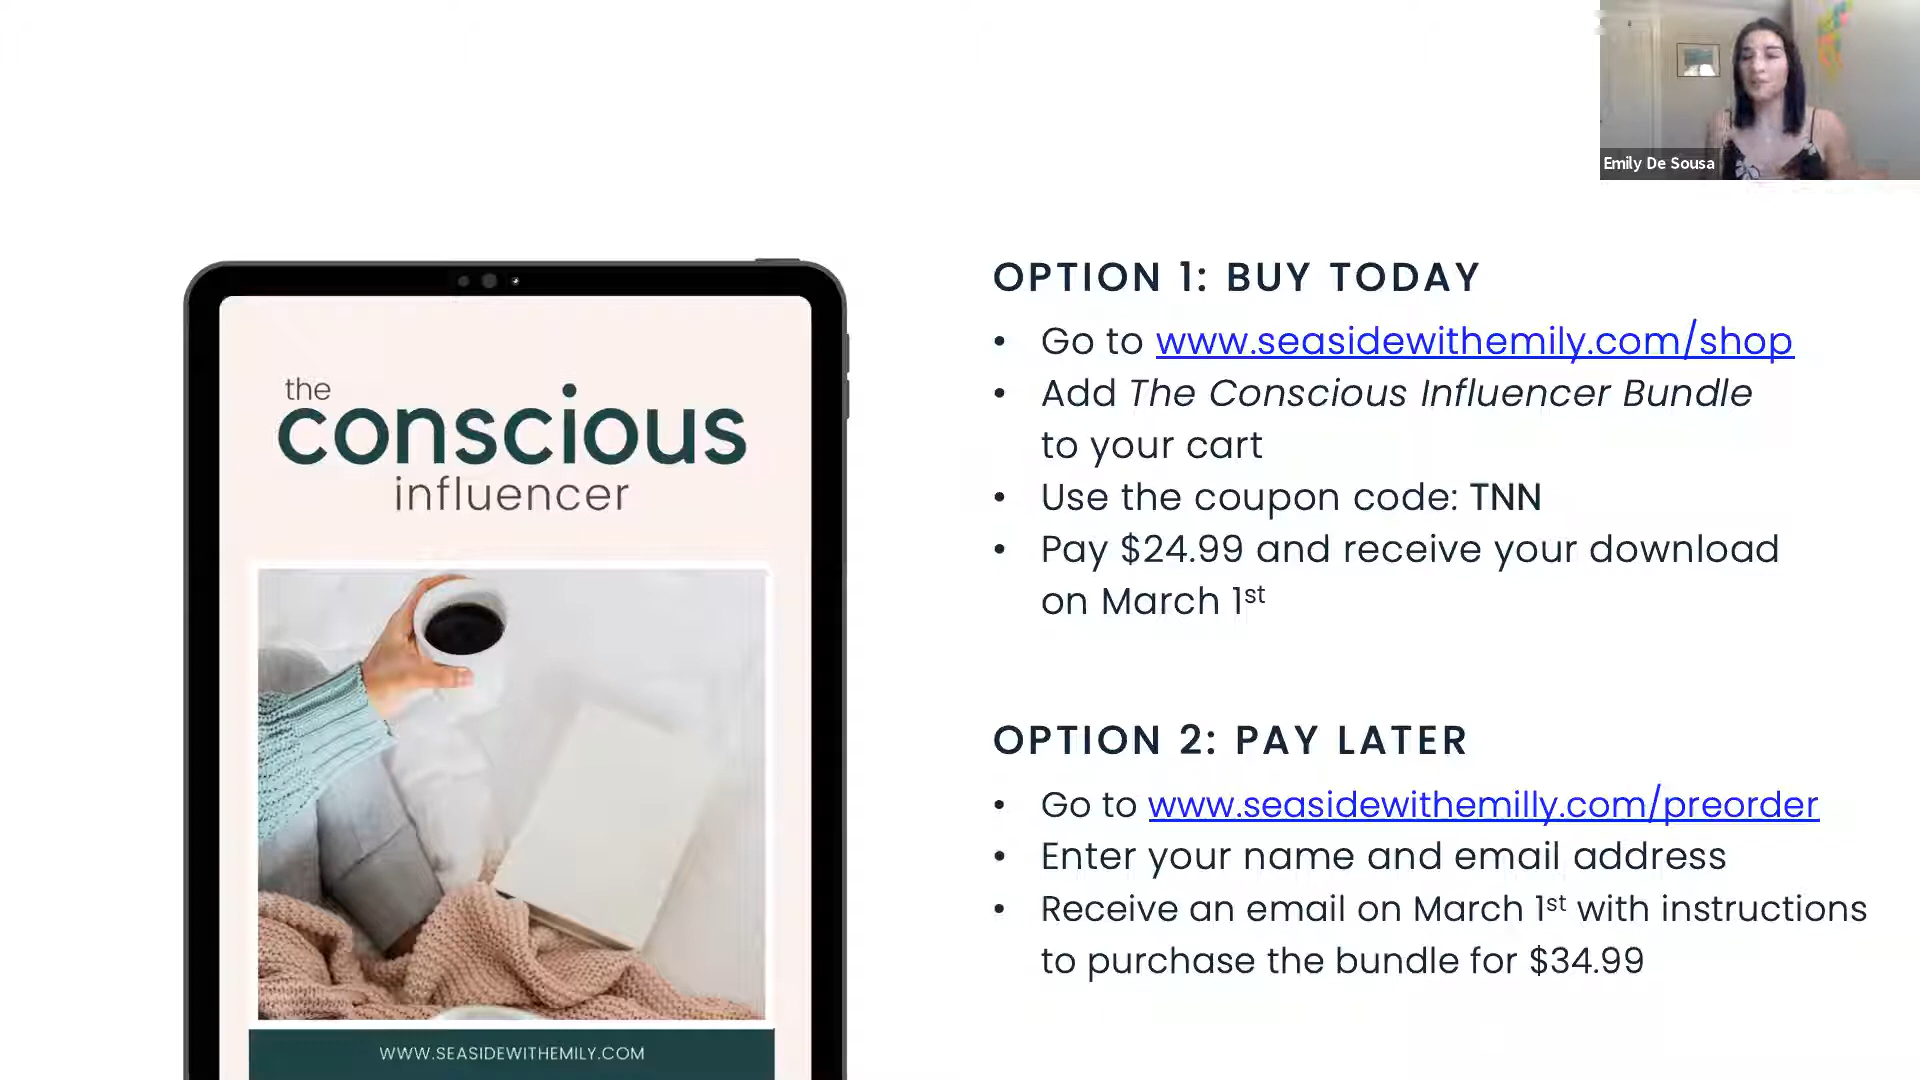 Emily De Sousa
the
conscious
influencer
WWW.SEASIDEWITHEMILY.COM
OPTION 1: BUY TODAY
• Go to www.seasidewithemily.com/shop
• Add The Conscious Influencer Bundle
to your cart
• Use the coupon code: TNN
• Pay $24.99 and receive your download
on March 1st
OPTION 2: PAY LATER
• Go to www.seasidewithemilly.com/preorder
• Enter your name and email address
• Receive an email on March 1st with instructions
to purchase the bundle for $34.99